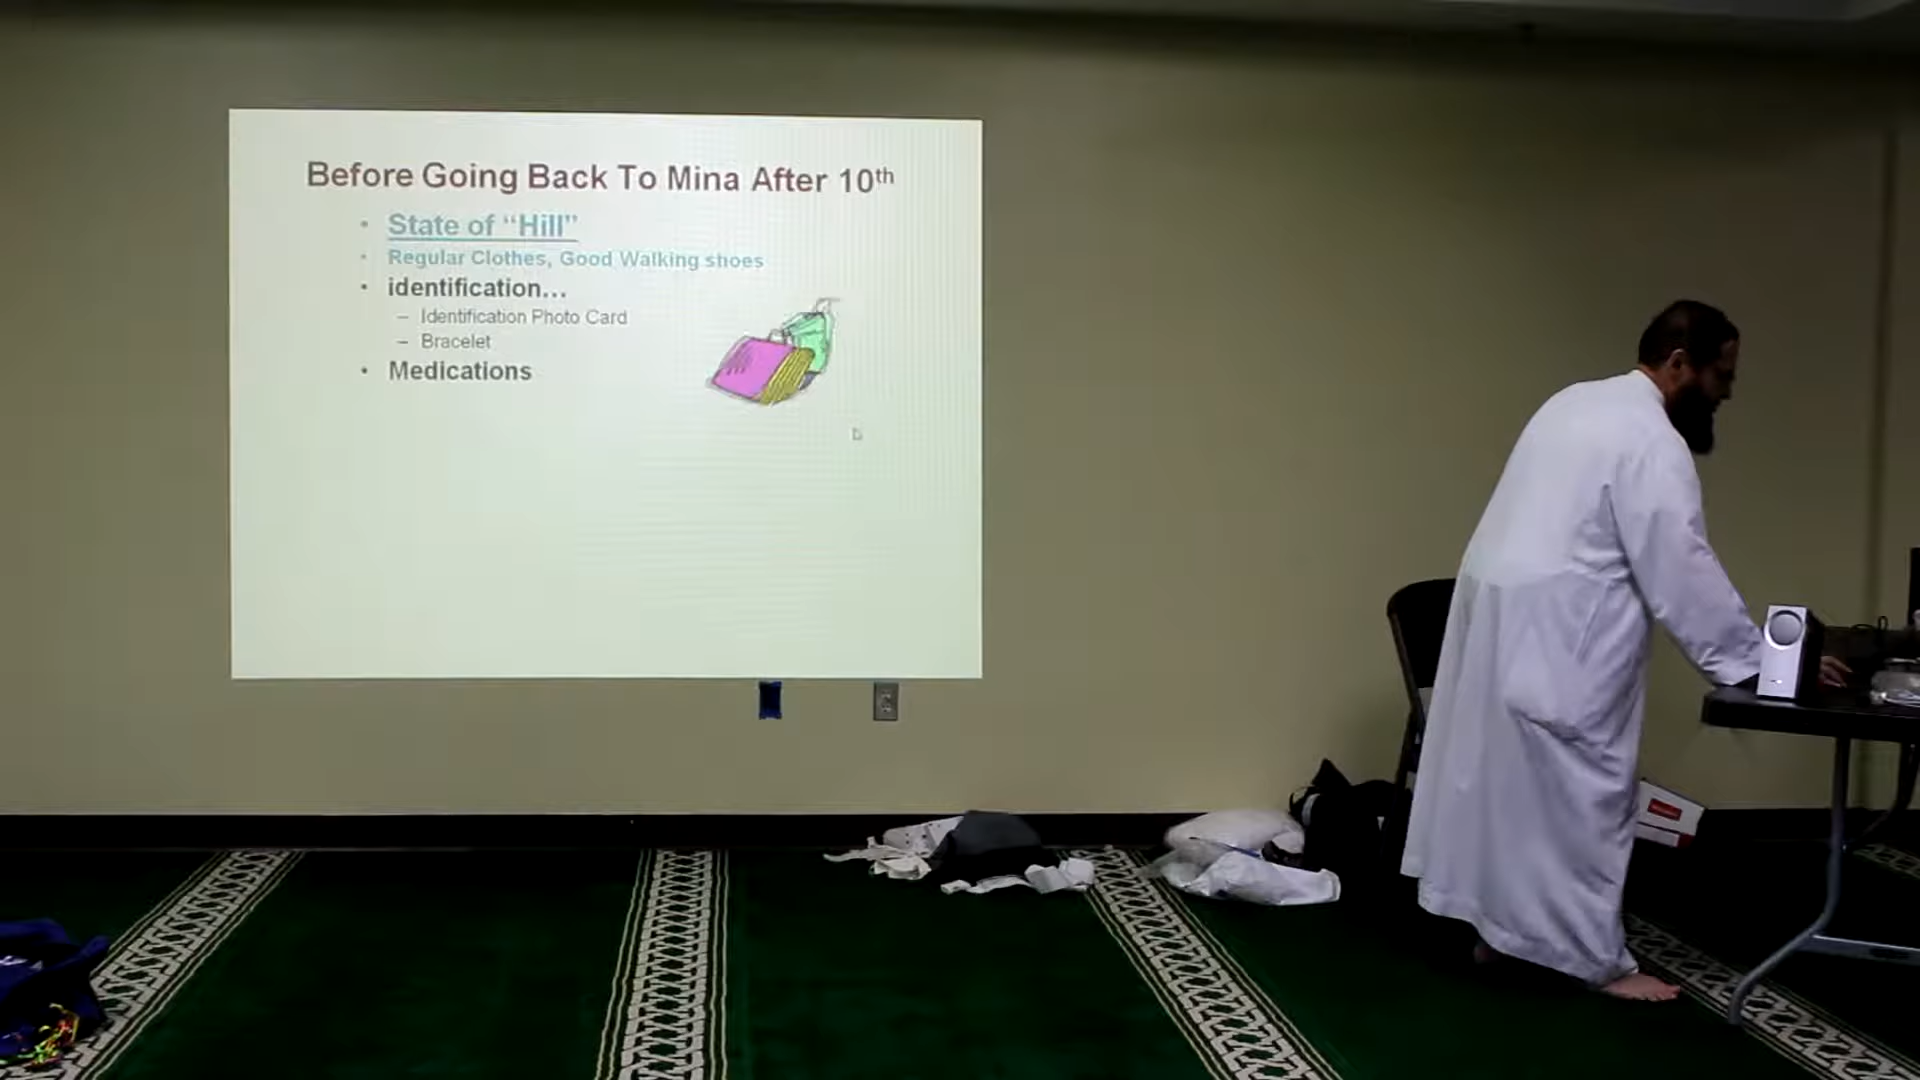 Before Going Back To Mina After 10th
• State of “Hill”
• Regular Clothes, Good Walking shoes
• identification...
– Identification Photo Card
– Bracelet
• Medications